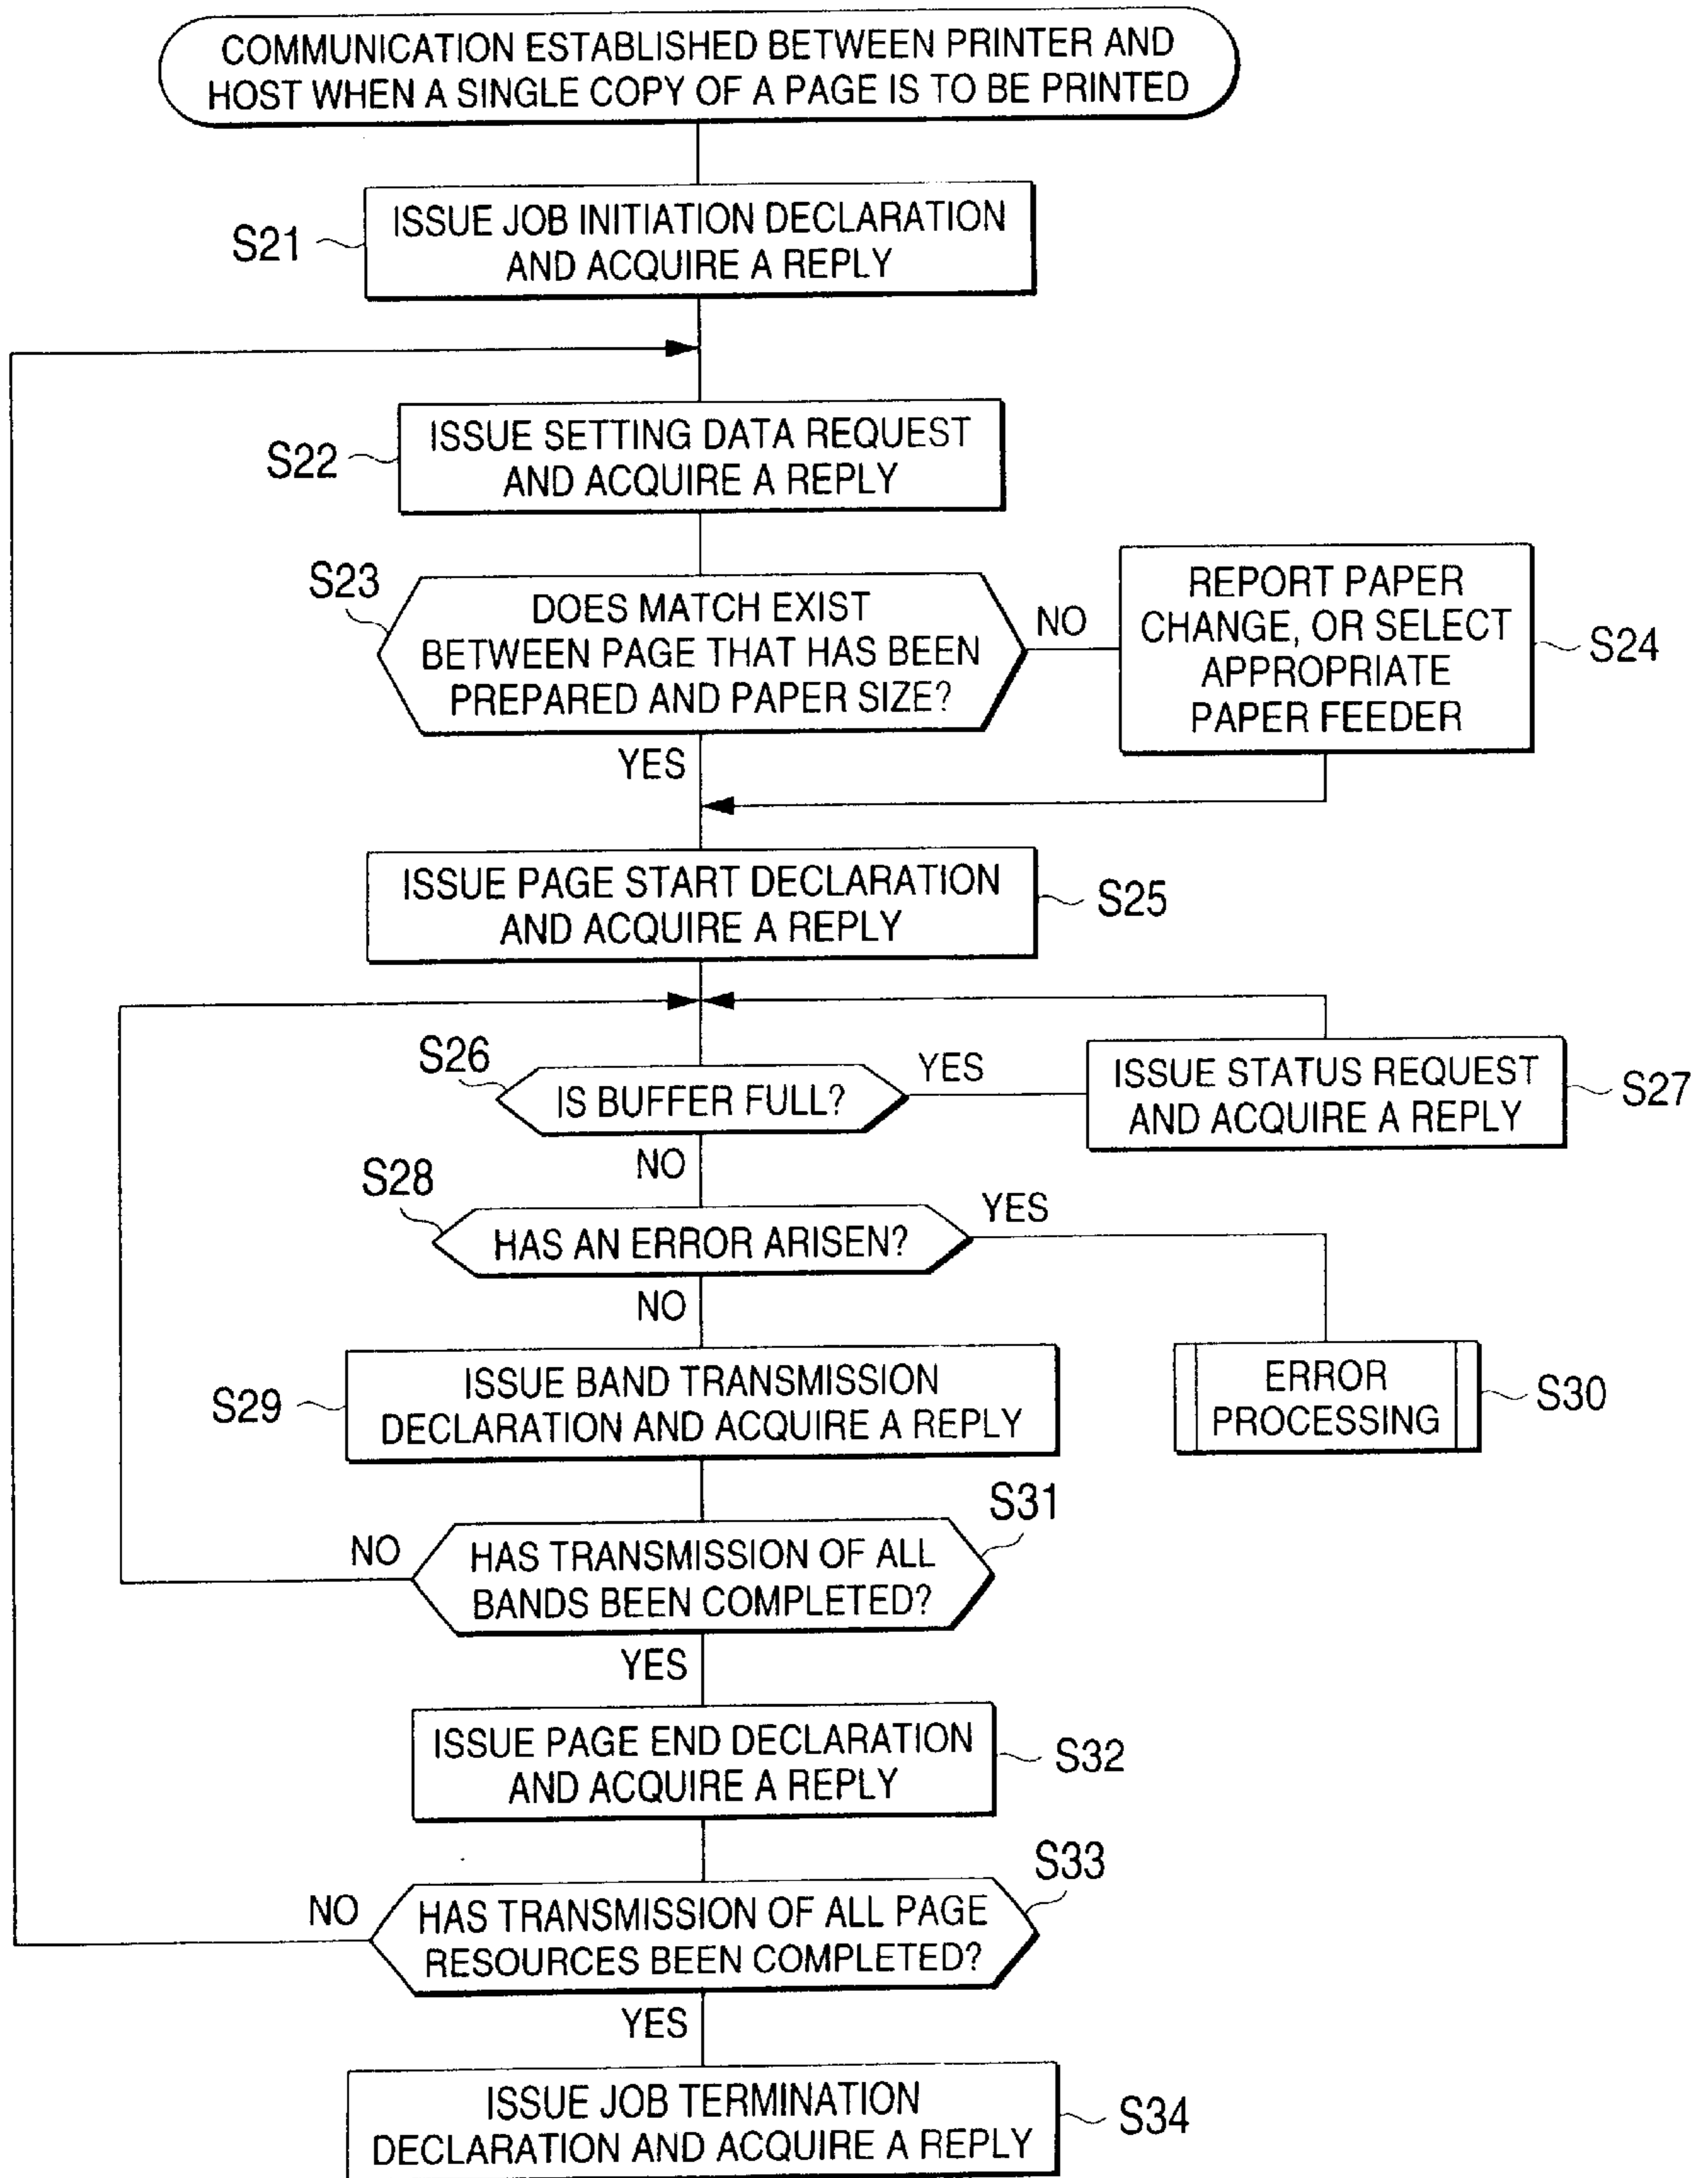 COMMUNICATION ESTABLISHED BETWEEN PRINTER AND
HOST WHEN A SINGLE COPY OF A PAGE IS TO BE PRINTED
S21
ISSUE JOB INITIATION DECLARATION
AND ACQUIRE A REPLY
S22
ISSUE SETTING DATA REQUEST
AND ACQUIRE A REPLY
S23
DOES MATCH EXIST
BETWEEN PAGE THAT HAS BEEN
PREPARED AND PAPER SIZE?
NO
REPORT PAPER
CHANGE, OR SELECT
APPROPRIATE
PAPER FEEDER
S24
YES
ISSUE PAGE START DECLARATION
AND ACQUIRE A REPLY
S25
S26
IS BUFFER FULL?
YES
ISSUE STATUS REQUEST
AND ACQUIRE A REPLY
S27
NO
S28
HAS AN ERROR ARISEN?
YES
NO
S29
ISSUE BAND TRANSMISSION
DECLARATION AND ACQUIRE A REPLY
ERROR
PROCESSING
S30
S31
NO
HAS TRANSMISSION OF ALL
BANDS BEEN COMPLETED?
YES
ISSUE PAGE END DECLARATION
AND ACQUIRE A REPLY
S32
S33
NO
HAS TRANSMISSION OF ALL PAGE
RESOURCES BEEN COMPLETED?
YES
ISSUE JOB TERMINATION
DECLARATION AND ACQUIRE A REPLY
S34